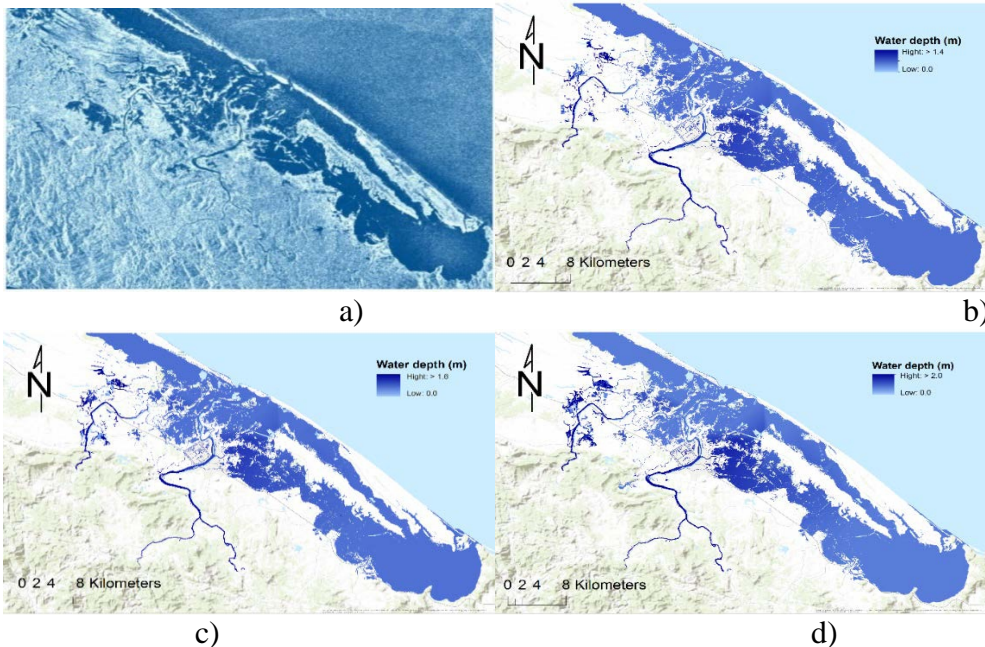 N
Water depth (m)
Hight: > 1.4
Low: 0.0
0 2 4 8 Kilometers
a)
b)
N
Water depth (m)
Hight: > 1.6
Low: 0.0
0 2 4 8 Kilometers
N
Water depth (m)
Hight: > 2.0
Low: 0.0
0 2 4 8 Kilometers
c)
d)